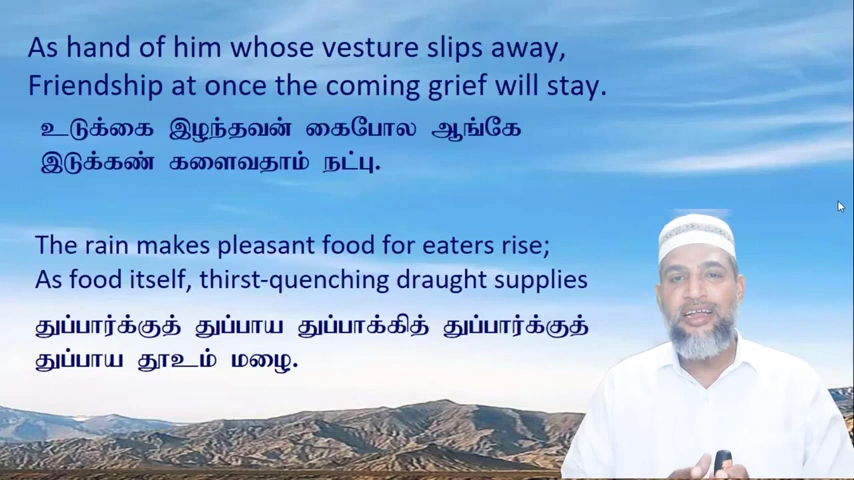 As hand of him whose vesture slips away,
Friendship at once the coming grief will stay.
உடுக்கை இழந்தவன் கைபோல ஆங்கே
இடுக்கண் களைவதாம் நட்பு.
The rain makes pleasant food for eaters rise;
As food itself, thirst-quenching draught supplies
துப்பார்க்குத் துப்பாய துப்பாக்கித் துப்பார்க்குத்
துப்பாய தூஉம் மழை.